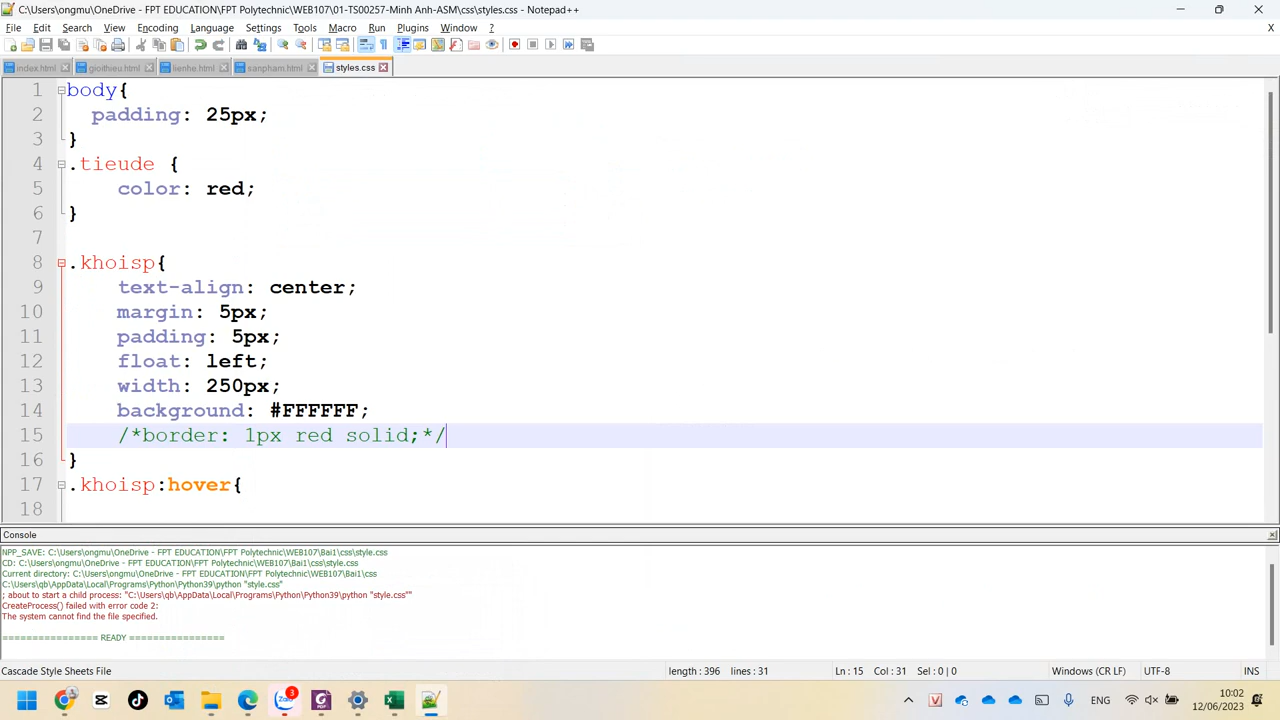 C:\Users\ongmu\OneDrive - FPT EDUCATION\FPT Polytechnic\WEB107\01-TS00257-Minh Anh-ASM\css\styles.css - Notepad++
File Edit Search View Encoding Language Settings Tools Macro Run Plugins Window ? X
index.html gioithieu.html lienhe.html sanpham.html styles.css
1 body{
2 padding: 25px;
3 }
4 .tieude {
5 color: red;
6 }
7
8 .khoisp{
9 text-align: center;
10 margin: 5px;
11 padding: 5px;
12 float: left;
13 width: 250px;
14 background: #FFFFFF;
15 /*border: 1px red solid;*/
16 }
17 .khoisp:hover{
18
Console
NPP_SAVE: C:\Users\ongmu\OneDrive - FPT EDUCATION\FPT Polytechnic\WEB107\Bai1\css\style.css
CD: C:\Users\ongmu\OneDrive - FPT EDUCATION\FPT Polytechnic\WEB107\Bai1\css\style.css
Current directory: C:\Users\ongmu\OneDrive - FPT EDUCATION\FPT Polytechnic\WEB107\Bai1\css
C:\Users\qb\AppData\Local\Programs\Python\Python39\python "style.css"
; about to start a child process: "C:\Users\qb\AppData\Local\Programs\Python\Python39\python "style.css""
CreateProcess() failed with error code 2:
The system cannot find the file specified.
================ READY ================
Cascade Style Sheets File length : 396 lines : 31 Ln : 15 Col : 31 Sel : 0 | 0 Windows (CR LF) UTF-8 INS
Zalo 3 PDF ENG 10:02
12/06/2023